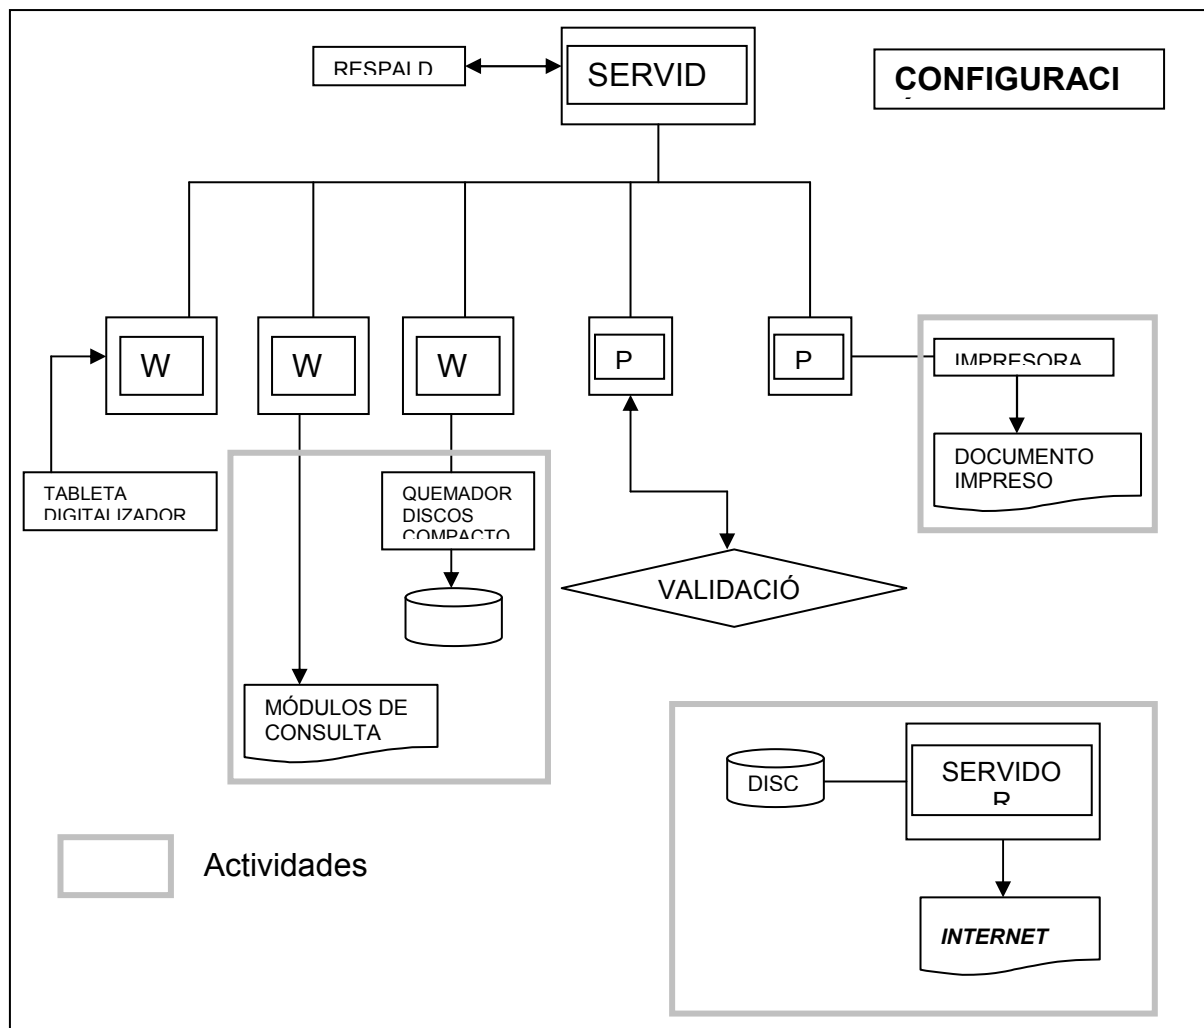 RESPALD
SERVID
CONFIGURACI
W
W
W
P
P
IMPRESORA
DOCUMENTO
IMPRESO
TABLETA
DIGITALIZADOR
QUEMADOR
DISCOS
COMPACTO
VALIDACIÓ
MÓDULOS DE
CONSULTA
DISC
SERVIDO
R
INTERNET
Actividades